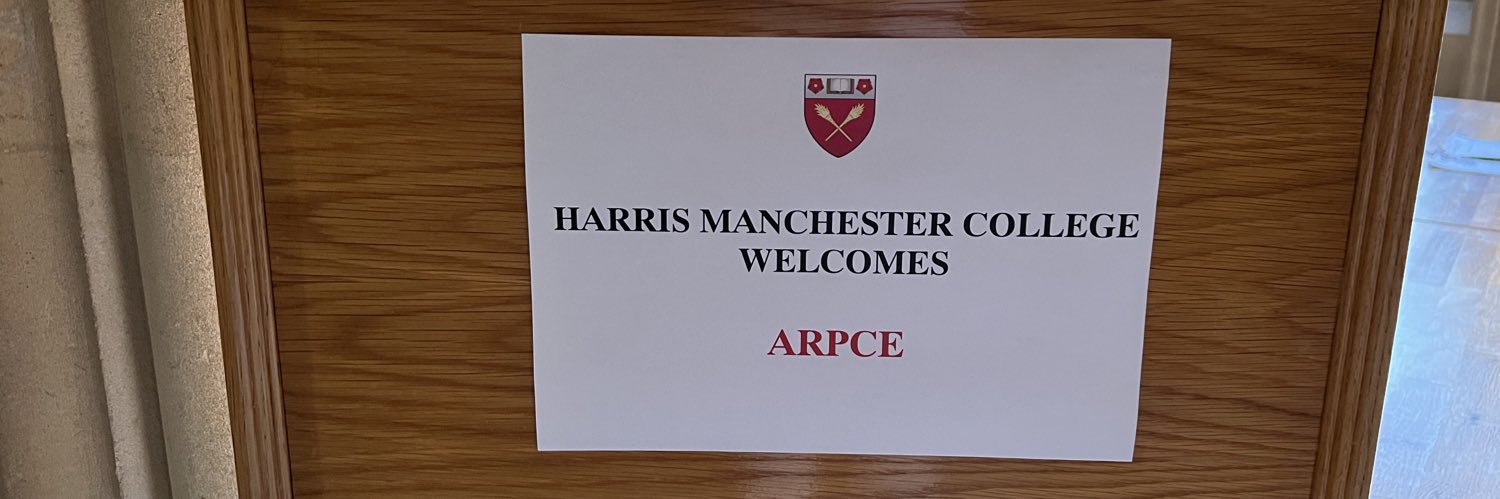 HARRIS MANCHESTER COLLEGE
WELCOMES
ARPCE